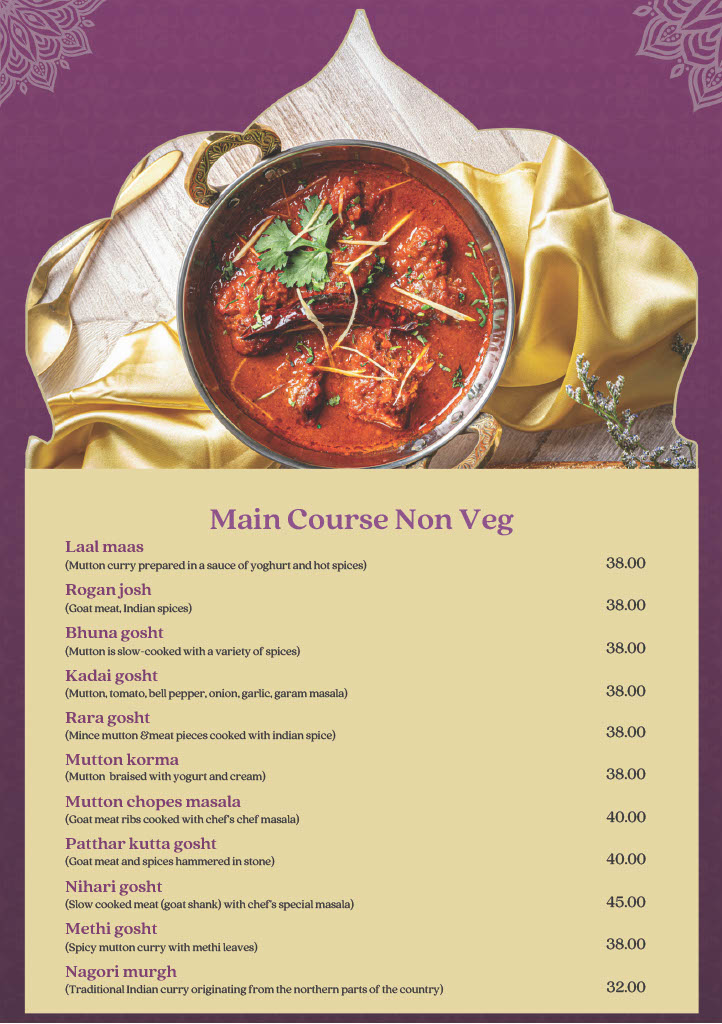 Main Course Non Veg
Laal maas
(Mutton curry prepared in a sauce of yoghurt and hot spices) 38.00
Rogan josh
(Goat meat, Indian spices) 38.00
Bhuna gosht
(Mutton is slow-cooked with a variety of spices) 38.00
Kadai gosht
(Mutton, tomato, bell pepper, onion, garlic, garam masala) 38.00
Rara gosht
(Mince mutton &meat pieces cooked with indian spice) 38.00
Mutton korma
(Mutton braised with yogurt and cream) 38.00
Mutton chopes masala
(Goat meat ribs cooked with chef's chef masala) 40.00
Patthar kutta gosht
(Goat meat and spices hammered in stone) 40.00
Nihari gosht
(Slow cooked meat (goat shank) with chef's special masala) 45.00
Methi gosht
(Spicy mutton curry with methi leaves) 38.00
Nagori murgh
(Traditional Indian curry originating from the northern parts of the country) 32.00